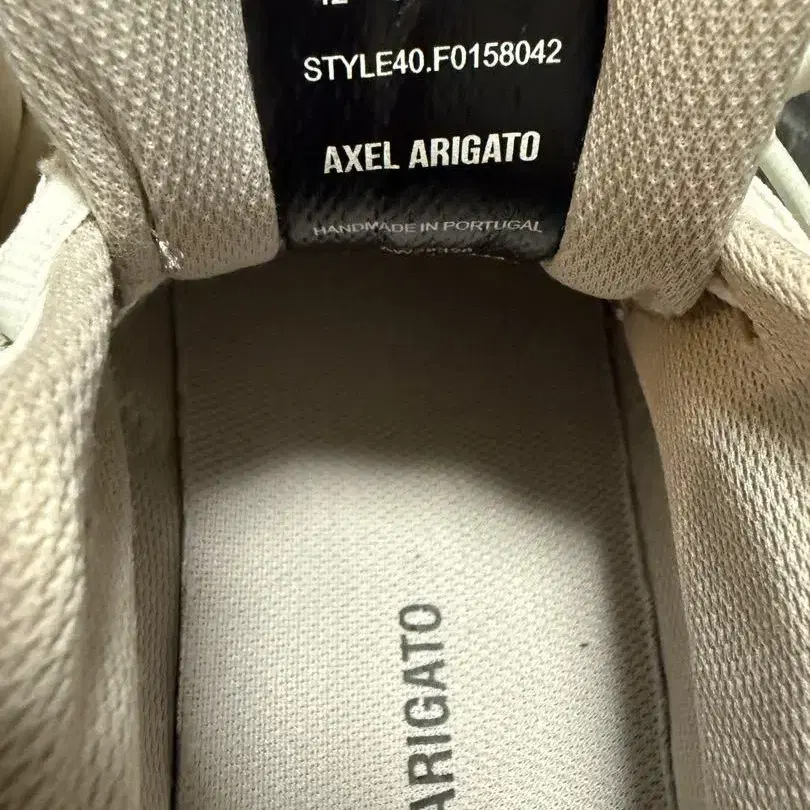 STYLE40.F0158042
AXEL ARIGATO
HANDMADE IN PORTUGAL
ARIGATO